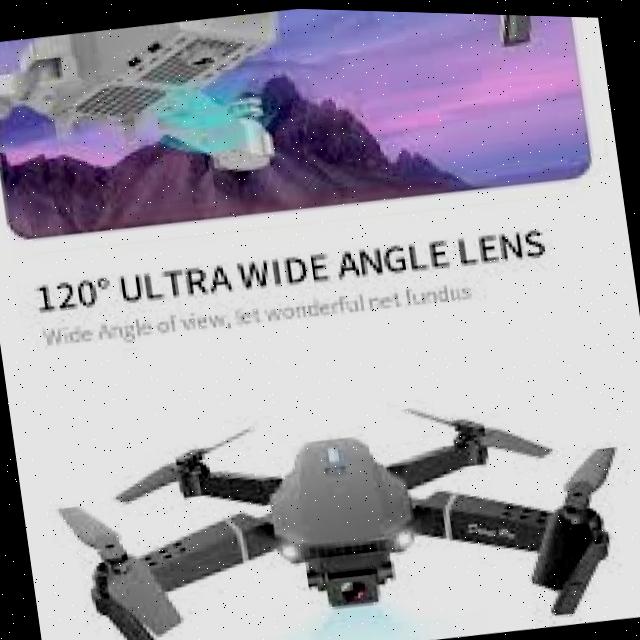 120° ULTRA WIDE ANGLE LENS
Wide Angle of view, let wonderful net fundus